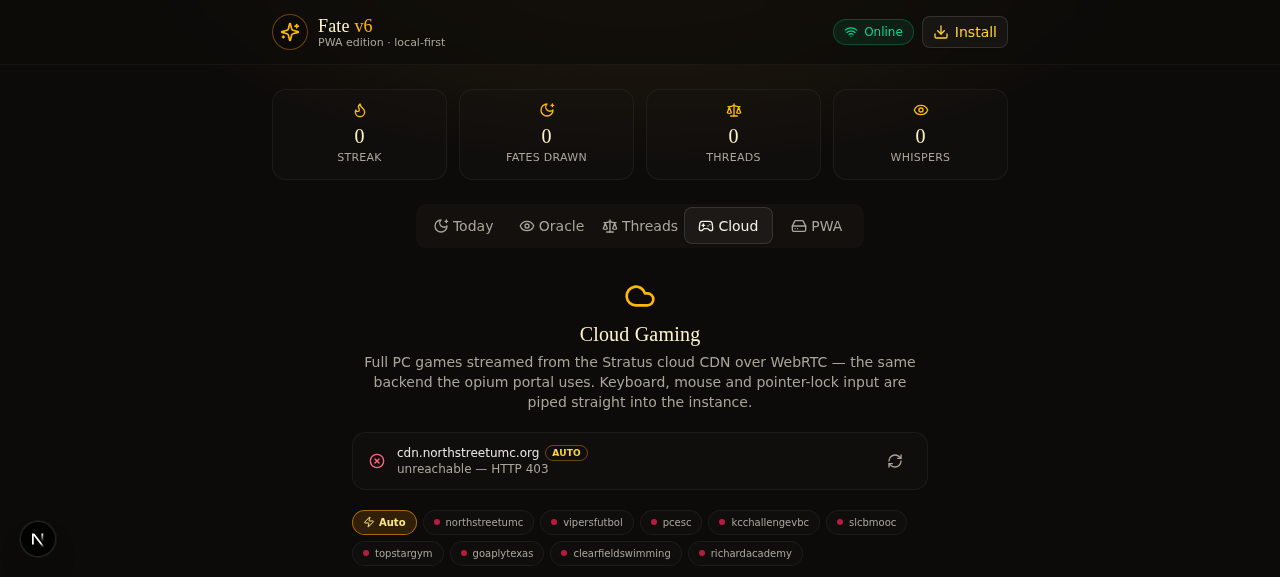 Fate v6
PWA edition · local-first
Online
Install
0
STREAK
0
FATES DRAWN
0
THREADS
0
WHISPERS
Today
Oracle
Threads
Cloud
PWA
Cloud Gaming
Full PC games streamed from the Stratus cloud CDN over WebRTC — the same
backend the opium portal uses. Keyboard, mouse and pointer-lock input are
piped straight into the instance.
cdn.northstreetumc.org AUTO
unreachable — HTTP 403
Auto
northstreetumc
vipersfutbol
pcesc
kcchallengevbc
slcbmooc
topstargym
goaplytexas
clearfieldswimming
richardacademy
N